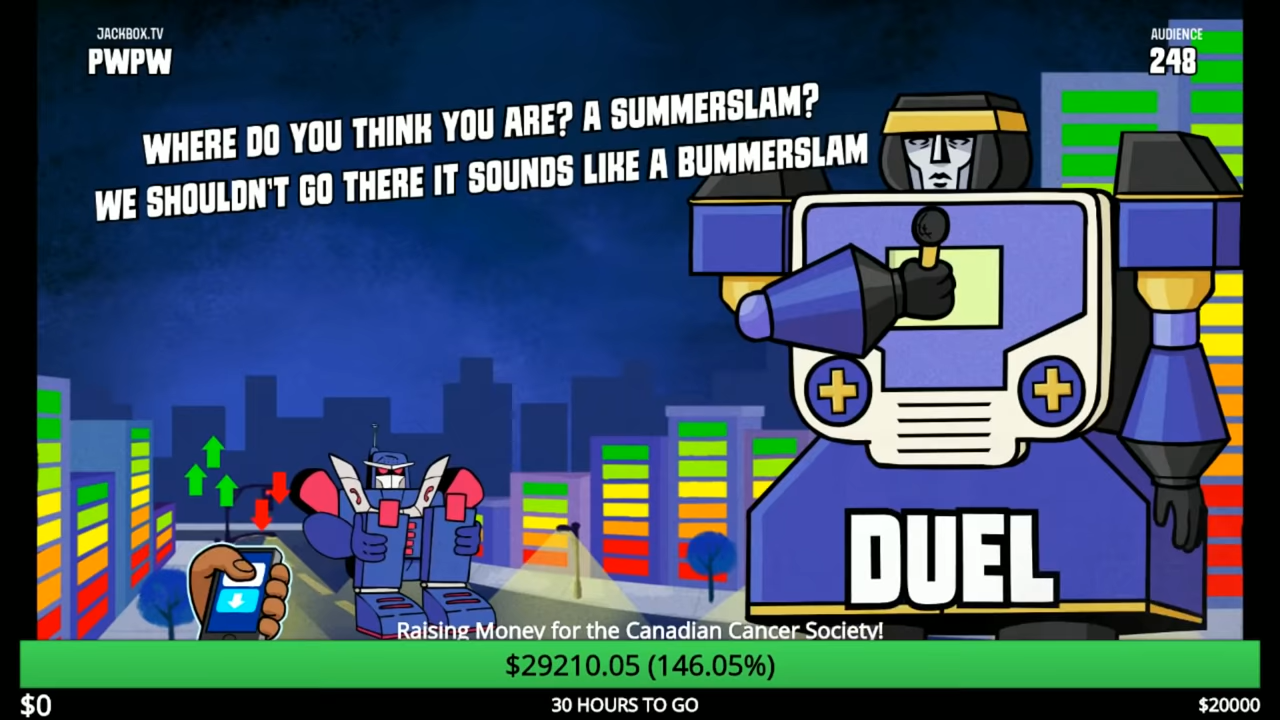 JACKBOX.TV
PWPW
AUDIENCE
248
WHERE DO YOU THINK YOU ARE? A SUMMERSLAM?
WE SHOULDN'T GO THERE IT SOUNDS LIKE A BUMMERSLAM
DUEL
Raising Money for the Canadian Cancer Society!
$29210.05 (146.05%)
$0
30 HOURS TO GO
$20000